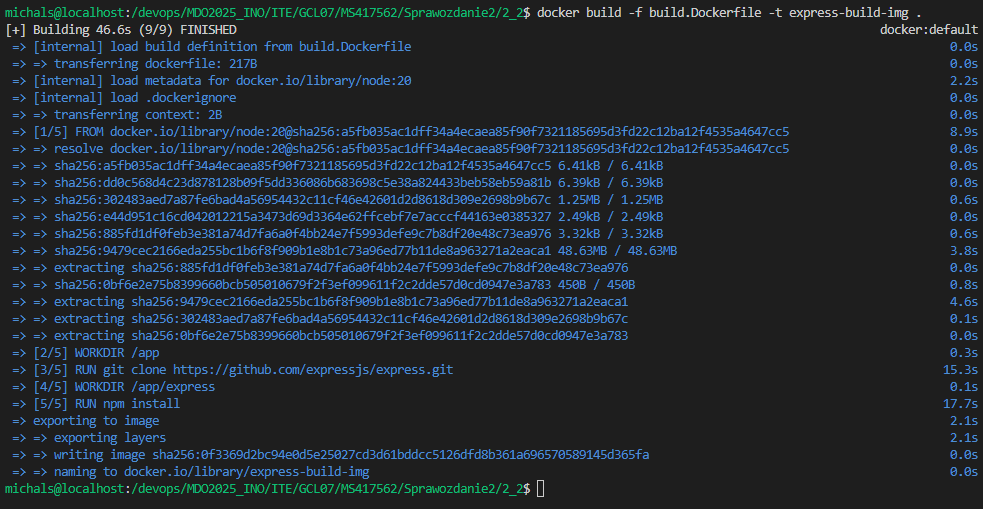 michals@localhost:/devops/MDO2025_INO/ITE/GCL07/MS417562/Sprawozdanie2/2_2$ docker build -f build.Dockerfile -t express-build-img .
[+] Building 46.6s (9/9) FINISHED docker:default
=> [internal] load build definition from build.Dockerfile 0.0s
=> => transferring dockerfile: 217B 0.0s
=> [internal] load metadata for docker.io/library/node:20 2.2s
=> [internal] load .dockerignore 0.0s
=> => transferring context: 2B 0.0s
=> [1/5] FROM docker.io/library/node:20@sha256:a5fb035ac1dff34a4ecaea85f90f7321185695d3fd22c12ba12f4535a4647cc5 8.9s
=> => resolve docker.io/library/node:20@sha256:a5fb035ac1dff34a4ecaea85f90f7321185695d3fd22c12ba12f4535a4647cc5 0.0s
=> => sha256:a5fb035ac1dff34a4ecaea85f90f7321185695d3fd22c12ba12f4535a4647cc5 6.41kB / 6.41kB 0.0s
=> => sha256:dd0c568d4c23d878128b09f5dd336086b683698c5e38a824433beb58eb59a81b 6.39kB / 6.39kB 0.0s
=> => sha256:302483aed7a87fe6bad4a56954432c11cf46e42601d2d8618d309e2698b9b67c 1.25MB / 1.25MB 0.6s
=> => sha256:e44d951c16cd042012215a3473d69d3364e62ffcebf7e7acccf44163e0385327 2.49kB / 2.49kB 0.0s
=> => sha256:885fd1df0feb3e381a74d7fa6a0f4bb24e7f5993defe9c7b8df20e48c73ea976 3.32kB / 3.32kB 0.6s
=> => sha256:9479cec2166eda255bc1b6f8f909b1e8b1c73a96ed77b11de8a963271a2eaca1 48.63MB / 48.63MB 3.8s
=> => extracting sha256:885fd1df0feb3e381a74d7fa6a0f4bb24e7f5993defe9c7b8df20e48c73ea976 0.0s
=> => sha256:0bf6e2e75b8399660bcb505010679f2f3ef099611f2c2dde57d0cd0947e3a783 450B / 450B 0.8s
=> => extracting sha256:9479cec2166eda255bc1b6f8f909b1e8b1c73a96ed77b11de8a963271a2eaca1 4.6s
=> => extracting sha256:302483aed7a87fe6bad4a56954432c11cf46e42601d2d8618d309e2698b9b67c 0.1s
=> => extracting sha256:0bf6e2e75b8399660bcb505010679f2f3ef099611f2c2dde57d0cd0947e3a783 0.0s
=> [2/5] WORKDIR /app 0.3s
=> [3/5] RUN git clone https://github.com/expressjs/express.git 15.3s
=> [4/5] WORKDIR /app/express 0.1s
=> [5/5] RUN npm install 17.7s
=> exporting to image 2.1s
=> => exporting layers 2.1s
=> => writing image sha256:0f3369d2bc94e0d5e25027cd3d61bddcc5126dfd8b361a696570589145d365fa 0.0s
=> => naming to docker.io/library/express-build-img 0.0s
michals@localhost:/devops/MDO2025_INO/ITE/GCL07/MS417562/Sprawozdanie2/2_2$